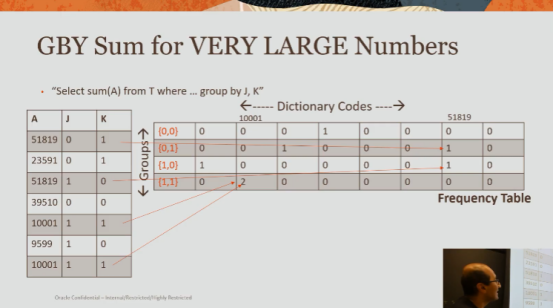 GBY Sum for VERY LARGE Numbers
• "Select sum(A) from T where ... group by J, K"
<----- Dictionary Codes ---->
10001 51819
A J K
51819 0 1
23591 0 1
51819 1 0
39510 0 0
10001 1 1
9599 1 0
10001 1 1
<-- Groups -->
{0,0} 0 0 0 1 0 0 0 0
{0,1} 0 0 1 0 0 0 1 0
{1,0} 1 0 0 0 0 0 1 0
{1,1} 0 2 0 0 0 0 0 0
Frequency Table
Oracle Confidential – Internal/Restricted/Highly Restricted